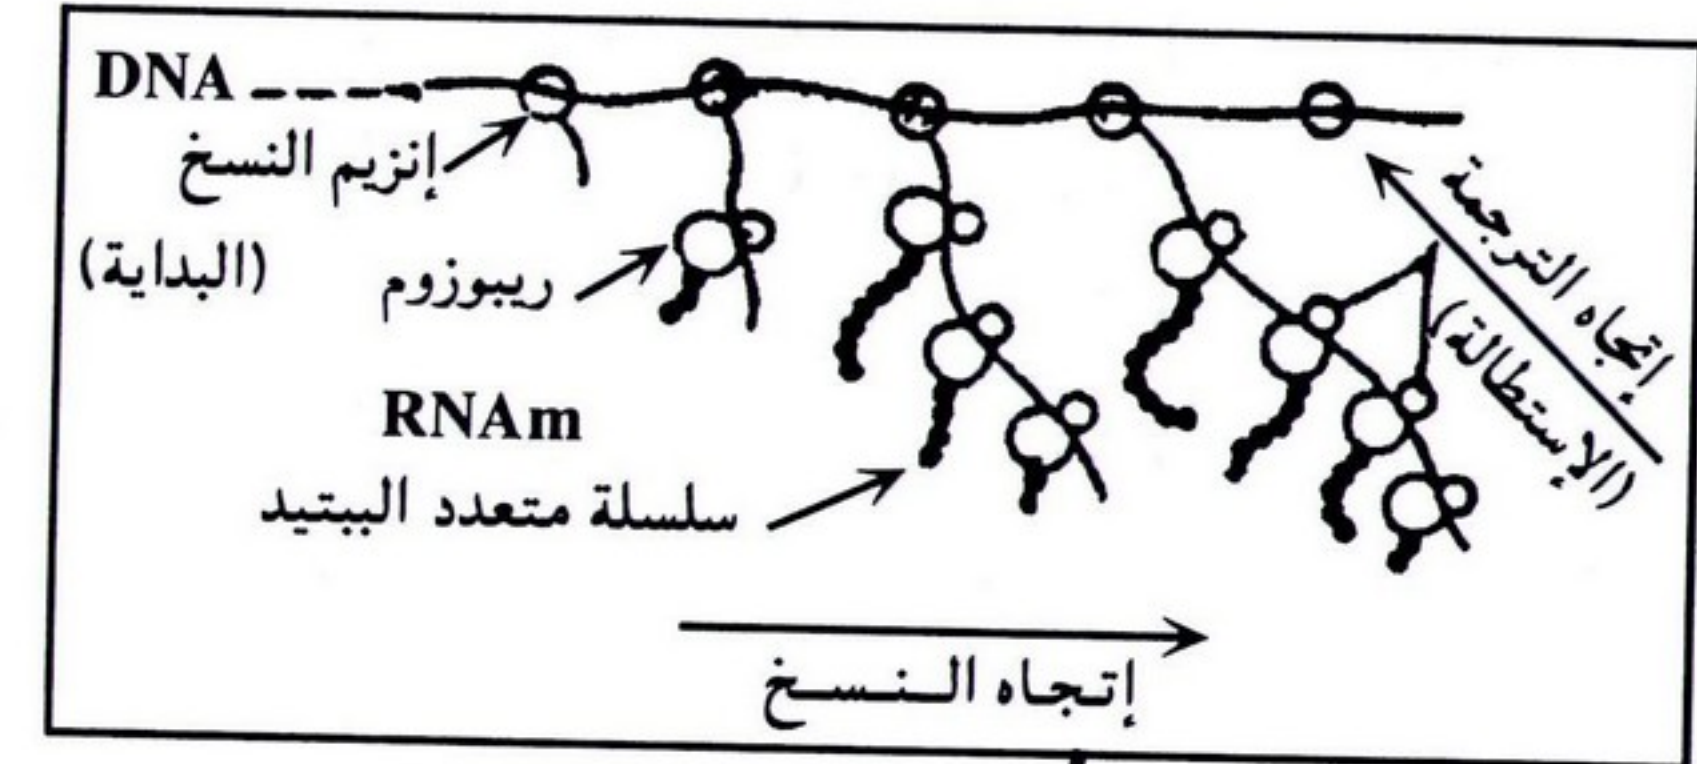 DNA
إنزيم النسخ
(البداية)
ريبوزوم
RNAm
سلسلة متعدد الببتيد
إتجاه الترجمة
(الإستطالة)
إتجاه النسخ